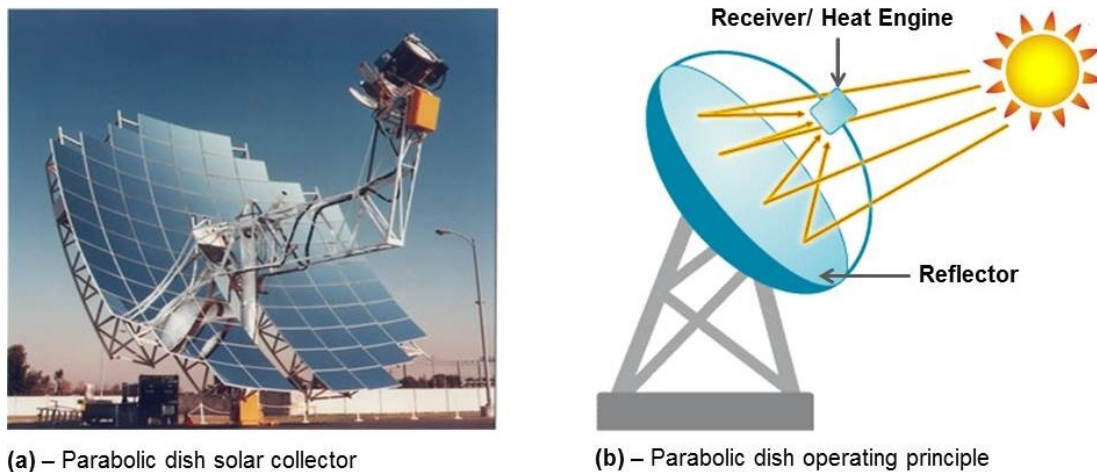 Receiver/ Heat Engine
Reflector
(a) – Parabolic dish solar collector
(b) – Parabolic dish operating principle